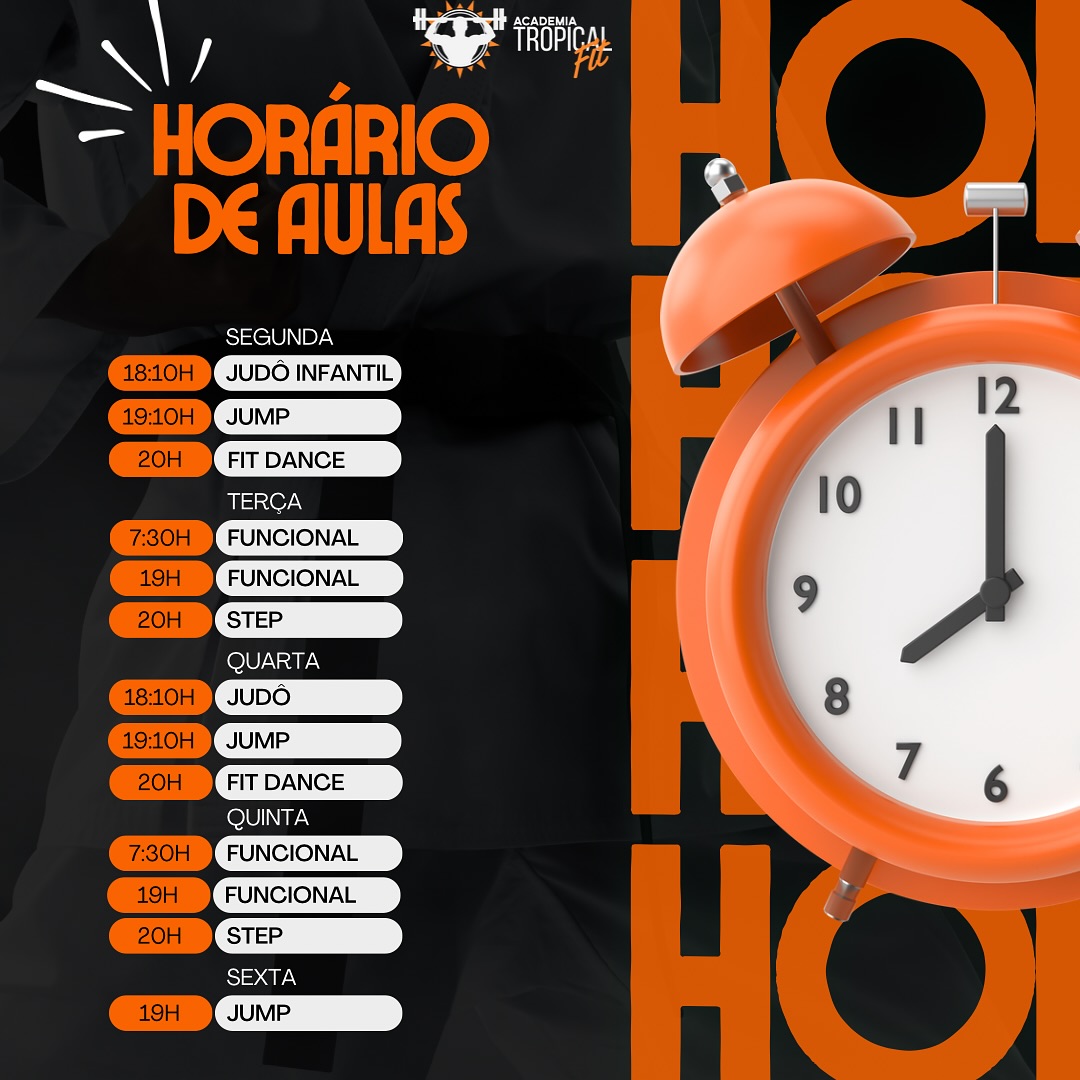 ACADEMIA
TROPICAL
Fit
HORÁRIO
DE AULAS
SEGUNDA
18:10H JUDÔ INFANTIL
19:10H JUMP
20H FIT DANCE
TERÇA
7:30H FUNCIONAL
19H FUNCIONAL
20H STEP
QUARTA
18:10H JUDÔ
19:10H JUMP
20H FIT DANCE
QUINTA
7:30H FUNCIONAL
19H FUNCIONAL
20H STEP
SEXTA
19H JUMP
HO
H
H
HO
12
11
10
9
8
7
6